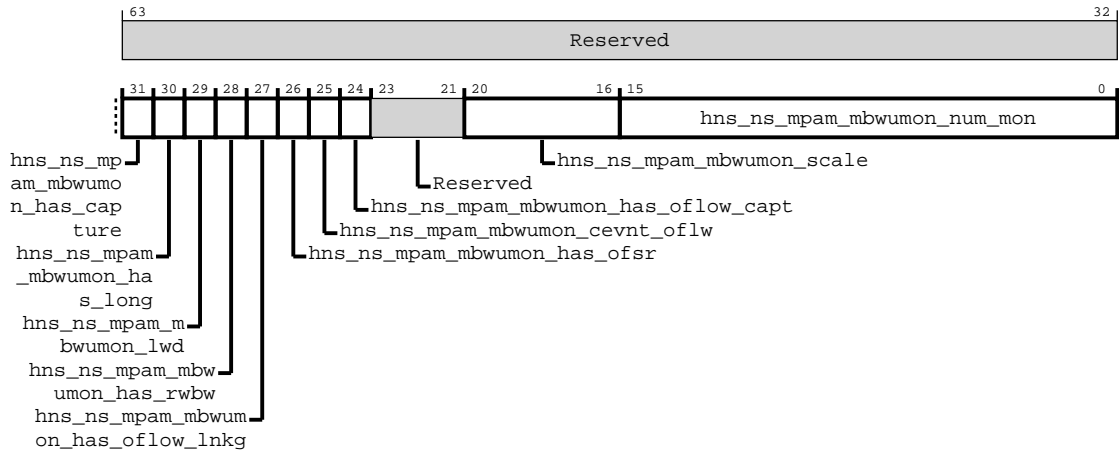 63 32
Reserved
31 30 29 28 27 26 25 24 23 21 20 16 15 0
hns_ns_mpam_mbwumon_num_mon
hns_ns_mp
am_mbwumo
n_has_cap
ture
hns_ns_mpam_mbwumon_scale
Reserved
hns_ns_mpam_mbwumon_has_oflow_capt
hns_ns_mpam_mbwumon_cevnt_oflw
hns_ns_mpam_mbwumon_has_ofsr
hns_ns_mpam
_mbwumon_ha
s_long
hns_ns_mpam_m
bwumon_lwd
hns_ns_mpam_mbw
umon_has_rwbw
hns_ns_mpam_mbwum
on_has_oflow_lnkg